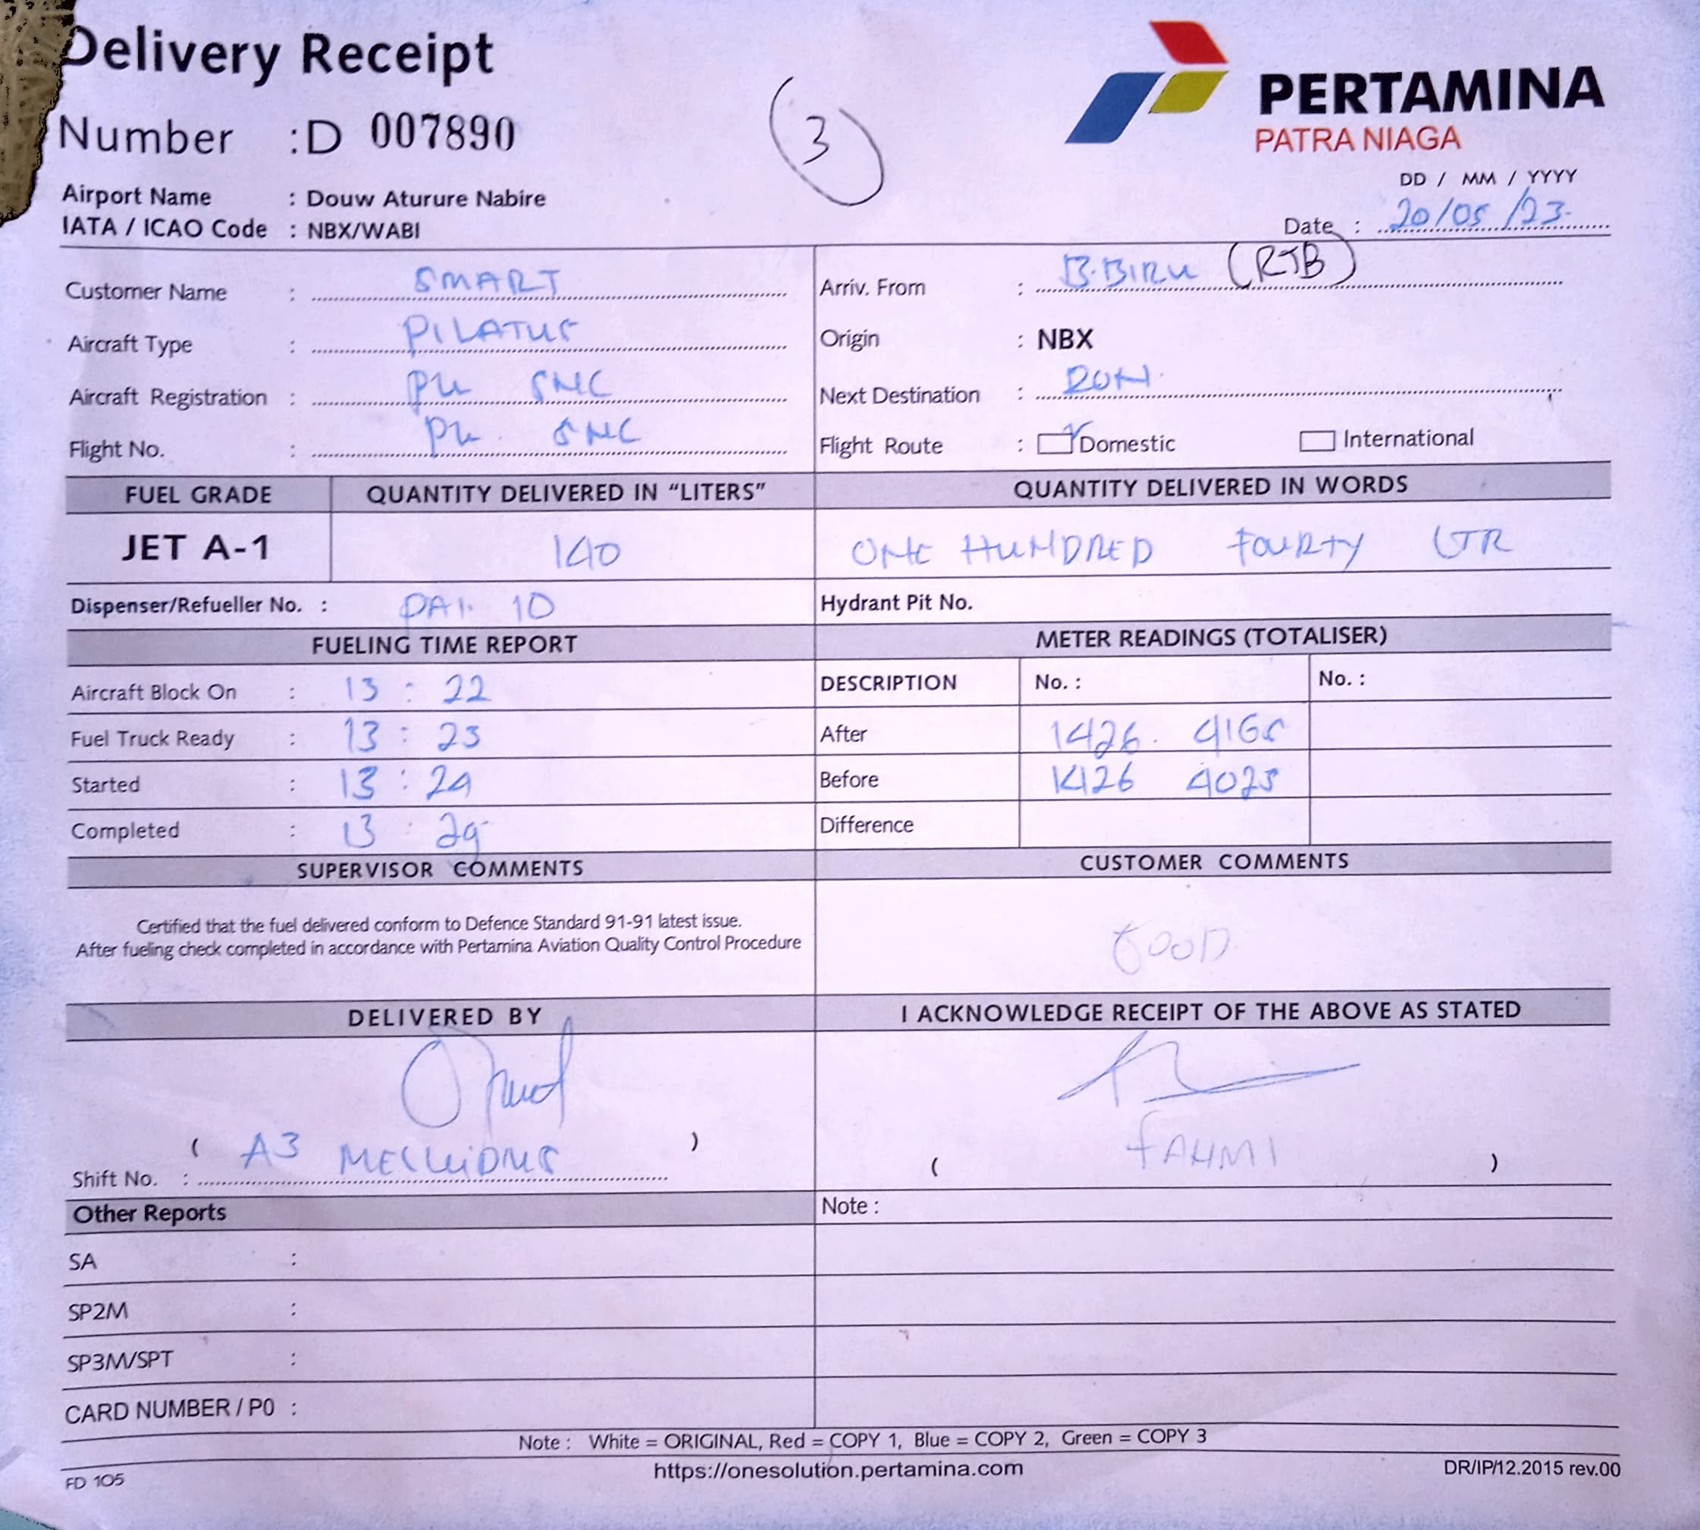 Delivery Receipt
Number : D 007890
3
PERTAMINA
PATRA NIAGA
Airport Name : Douw Aturure Nabire
IATA / ICAO Code : NBX/WABI
DD / MM / YYYY
Date : 20/05/23
Customer Name : SMART
Aircraft Type : PILATUS
Aircraft Registration : PK SNC
Flight No. : PK SNC
Arriv. From : B.BIRU (RTB)
Origin : NBX
Next Destination : RON
Flight Route : Domestic International
FUEL GRADE QUANTITY DELIVERED IN "LITERS" QUANTITY DELIVERED IN WORDS
JET A-1 140 ONE HUNDRED FOURTY LTR
Dispenser/Refueller No. : PAI. 10 Hydrant Pit No.
FUELING TIME REPORT METER READINGS (TOTALISER)
Aircraft Block On : 13 : 22 DESCRIPTION No. : No. :
Fuel Truck Ready : 13 : 23 After 1426. 4165
Started : 13 : 24 Before 1426 4025
Completed : 13 : 29 Difference
SUPERVISOR COMMENTS CUSTOMER COMMENTS
Certified that the fuel delivered conform to Defence Standard 91-91 latest issue.
After fueling check completed in accordance with Pertamina Aviation Quality Control Procedure
GOOD
DELIVERED BY I ACKNOWLEDGE RECEIPT OF THE ABOVE AS STATED
( A3 )
Shift No. :
( FAHMI )
Other Reports Note :
SA :
SP2M :
SP3M/SPT :
CARD NUMBER / P0 :
Note : White = ORIGINAL, Red = COPY 1, Blue = COPY 2, Green = COPY 3
FD 105 https://onesolution.pertamina.com DR/IP/12.2015 rev.00